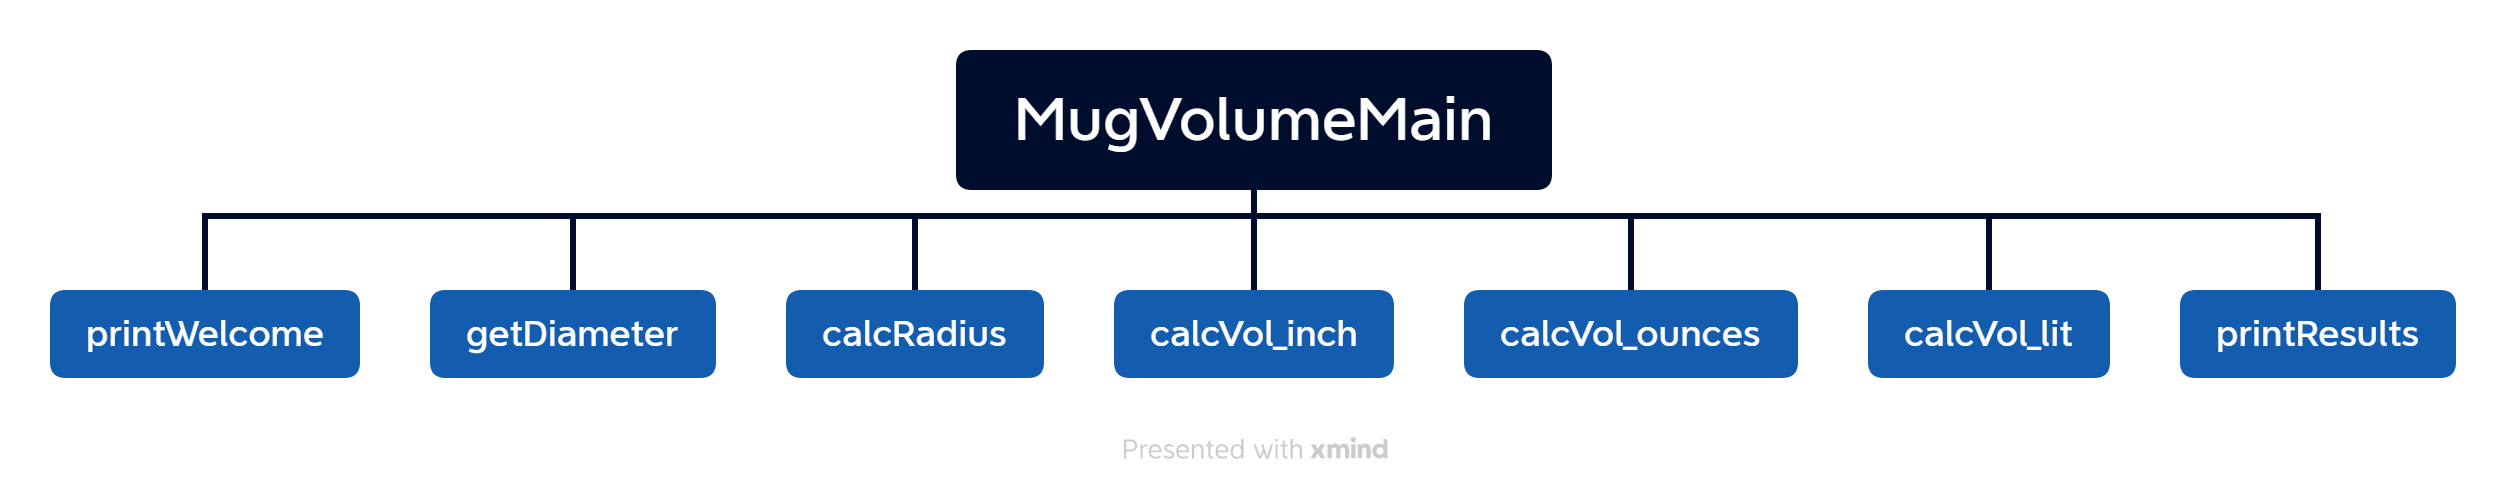 MugVolumeMain
printWelcome
getDiameter
calcRadius
calcVol_inch
calcVol_ounces
calcVol_lit
printResults
Presented with xmind